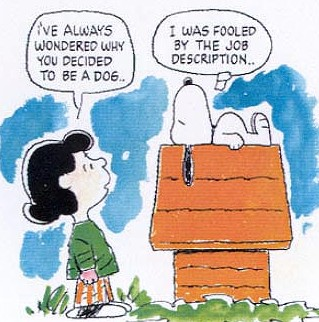 I'VE ALWAYS
WONDERED WHY
YOU DECIDED
TO BE A DOG..
I WAS FOOLED
BY THE JOB
DESCRIPTION..